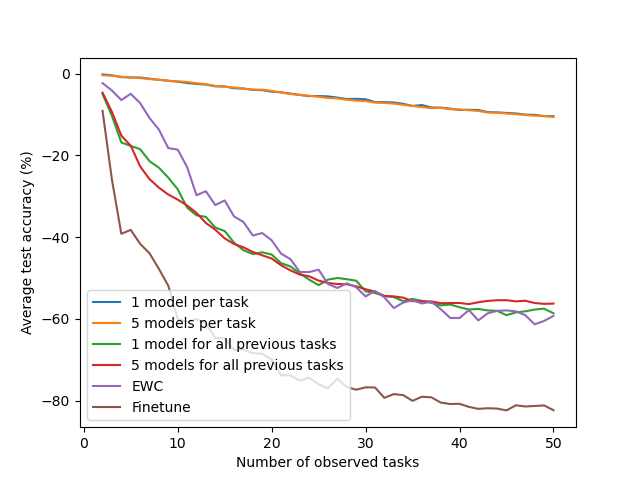 0
−20
−40
−60
−80
Average test accuracy (%)
1 model per task
5 models per task
1 model for all previous tasks
5 models for all previous tasks
EWC
Finetune
0 10 20 30 40 50
Number of observed tasks